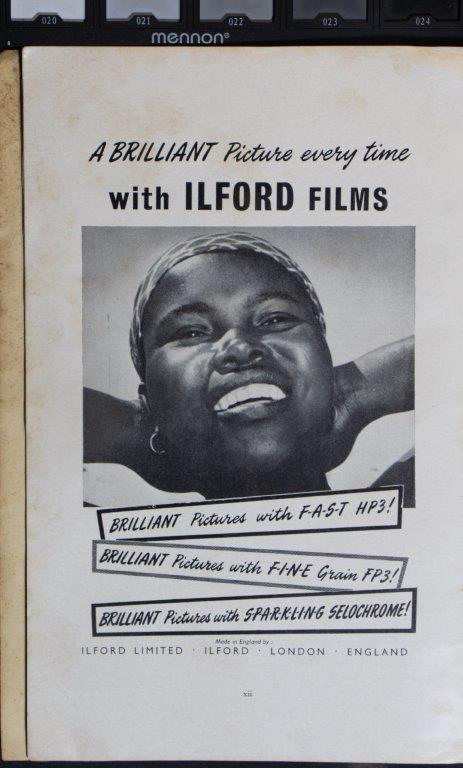 020 021 022 023 024
mennon®
A BRILLIANT Picture every time
with ILFORD FILMS
BRILLIANT Pictures with F-A-S-T HP3!
BRILLIANT Pictures with F-I-N-E Grain FP3!
BRILLIANT Pictures with S-P-A-R-K-L-I-N-G SELOCHROME!
Made in England by :
ILFORD LIMITED · ILFORD · LONDON · ENGLAND
xii